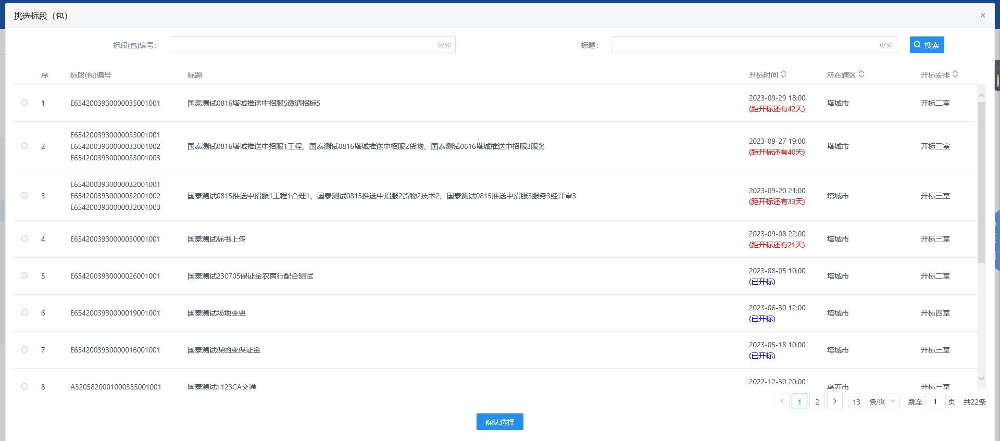 挑选标段（包）
标段(包)编号： 0/50 标题： 0/50 搜索
序 标段(包)编号 标题 开标时间 所在辖区 开标安排
1 E6542003930000035001001 国泰测试0816塔城推送中招服5邀请招标5 2023-09-29 18:00 塔城市 开标二室
(距开标还有42天)
E6542003930000033001001
2 E6542003930000033001002 国泰测试0816塔城推送中招服1工程、国泰测试0816塔城推送中招服2货物、国泰测试0816塔城推送中招服3服务 2023-09-27 19:00 塔城市 开标三室
E6542003930000033001003 (距开标还有40天)
E6542003930000032001001
3 E6542003930000032001002 国泰测试0815推送中招服1工程1合理1、国泰测试0815推送中招服2货物2技术2、国泰测试0815推送中招服3服务3经评审3 2023-09-20 21:00 塔城市 开标三室
E6542003930000032001003 (距开标还有33天)
4 E6542003930000030001001 国泰测试标书上传 2023-09-08 22:00 塔城市 开标三室
(距开标还有21天)
5 E6542003930000026001001 国泰测试230705保证金农商行配合测试 2023-08-05 10:00 塔城市 开标二室
(已开标)
6 E6542003930000019001001 国泰测试场地变更 2023-06-30 12:00 塔城市 开标四室
(已开标)
7 E6542003930000016001001 国泰测试保函变保证金 2023-05-18 10:00 塔城市 开标三室
(已开标)
8 A3205820001000355001001 国泰测试1123CA交通 2022-12-30 20:00 乌苏市 开标三室
1 2 13 条/页 跳至 1 页 共22条
确认选择